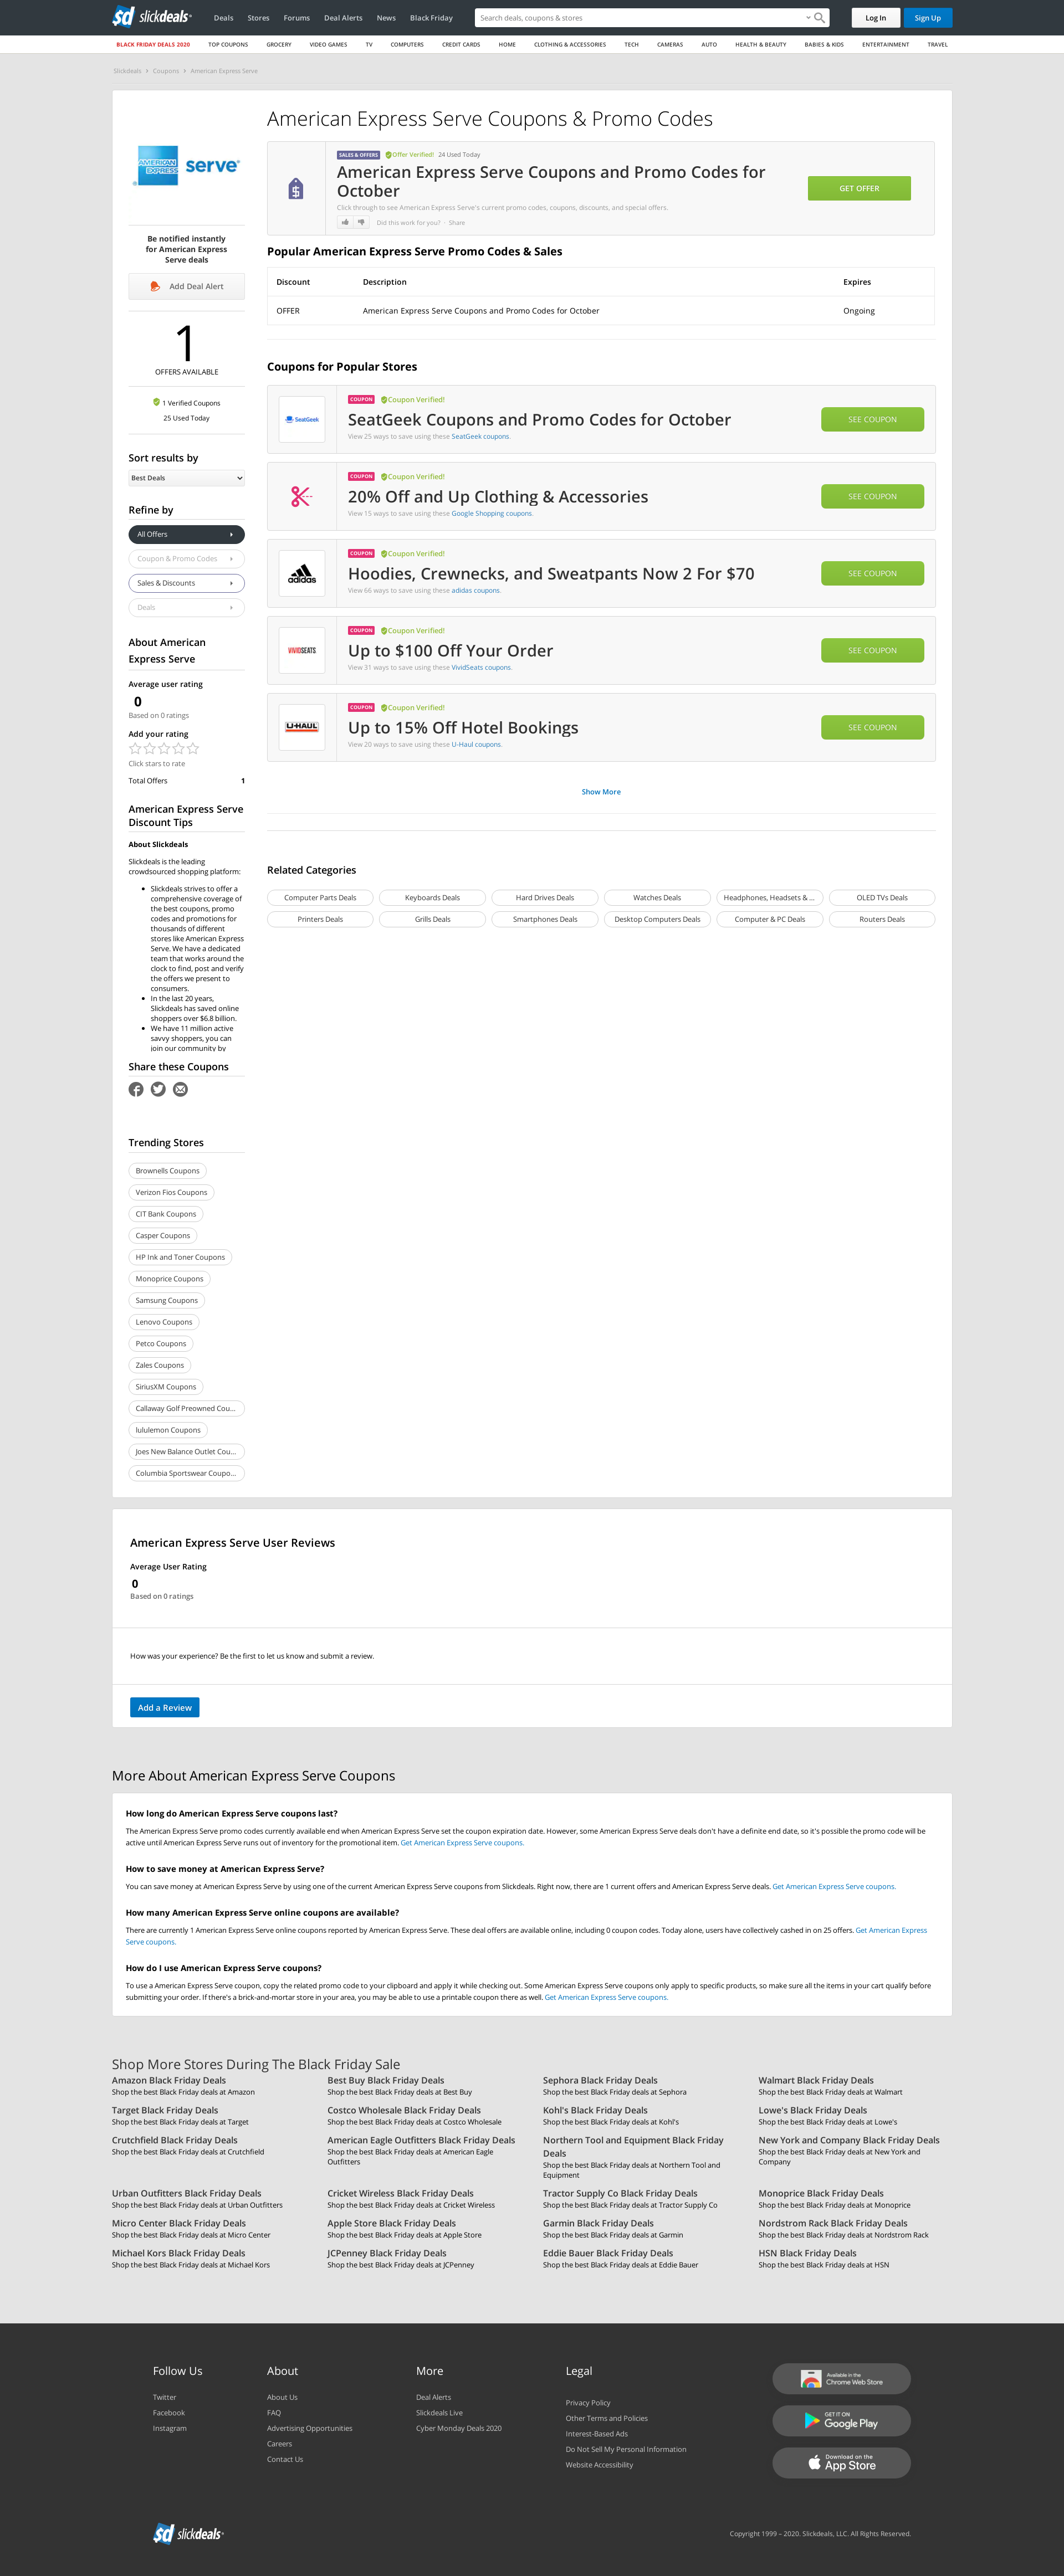 sd slickdeals
Deals Stores Forums Deal Alerts News Black Friday
Search deals, coupons & stores
Log In Sign Up
BLACK FRIDAY DEALS 2020 TOP COUPONS GROCERY VIDEO GAMES TV COMPUTERS CREDIT CARDS HOME CLOTHING & ACCESSORIES TECH CAMERAS AUTO HEALTH & BEAUTY BABIES & KIDS ENTERTAINMENT TRAVEL
Slickdeals › Coupons › American Express Serve
AMERICAN EXPRESS serve
Be notified instantly
for American Express
Serve deals
Add Deal Alert
1
OFFERS AVAILABLE
1 Verified Coupons
25 Used Today
Sort results by
Best Deals
Refine by
All Offers
Coupon & Promo Codes
Sales & Discounts
Deals
About American
Express Serve
Average user rating
0
Based on 0 ratings
Add your rating
Click stars to rate
Total Offers 1
American Express Serve
Discount Tips
About Slickdeals
Slickdeals is the leading
crowdsourced shopping platform:
• Slickdeals strives to offer a
comprehensive coverage of
the best coupons, promo
codes and promotions for
thousands of different
stores like American Express
Serve. We have a dedicated
team that works around the
clock to find, post and verify
the offers we present to
consumers.
• In the last 20 years,
Slickdeals has saved online
shoppers over $6.8 billion.
• We have 11 million active
savvy shoppers, you can
join our community by
Share these Coupons
Trending Stores
Brownells Coupons
Verizon Fios Coupons
CIT Bank Coupons
Casper Coupons
HP Ink and Toner Coupons
Monoprice Coupons
Samsung Coupons
Lenovo Coupons
Petco Coupons
Zales Coupons
SiriusXM Coupons
Callaway Golf Preowned Cou...
lululemon Coupons
Joes New Balance Outlet Cou...
Columbia Sportswear Coupo...
American Express Serve Coupons & Promo Codes
SALES & OFFERS Offer Verified! 24 Used Today
American Express Serve Coupons and Promo Codes for
October
Click through to see American Express Serve's current promo codes, coupons, discounts, and special offers.
Did this work for you? · Share
GET OFFER
Popular American Express Serve Promo Codes & Sales
Discount Description Expires
OFFER American Express Serve Coupons and Promo Codes for October Ongoing
Coupons for Popular Stores
SeatGeek
COUPON Coupon Verified!
SeatGeek Coupons and Promo Codes for October
View 25 ways to save using these SeatGeek coupons.
SEE COUPON
COUPON Coupon Verified!
20% Off and Up Clothing & Accessories
View 15 ways to save using these Google Shopping coupons.
SEE COUPON
adidas
COUPON Coupon Verified!
Hoodies, Crewnecks, and Sweatpants Now 2 For $70
View 66 ways to save using these adidas coupons.
SEE COUPON
VIVIDSEATS
COUPON Coupon Verified!
Up to $100 Off Your Order
View 31 ways to save using these VividSeats coupons.
SEE COUPON
U-HAUL
COUPON Coupon Verified!
Up to 15% Off Hotel Bookings
View 20 ways to save using these U-Haul coupons.
SEE COUPON
Show More
Related Categories
Computer Parts Deals Keyboards Deals Hard Drives Deals Watches Deals Headphones, Headsets & ... OLED TVs Deals
Printers Deals Grills Deals Smartphones Deals Desktop Computers Deals Computer & PC Deals Routers Deals
American Express Serve User Reviews
Average User Rating
0
Based on 0 ratings
How was your experience? Be the first to let us know and submit a review.
Add a Review
More About American Express Serve Coupons
How long do American Express Serve coupons last?
The American Express Serve promo codes currently available end when American Express Serve set the coupon expiration date. However, some American Express Serve deals don't have a definite end date, so it's possible the promo code will be
active until American Express Serve runs out of inventory for the promotional item. Get American Express Serve coupons.
How to save money at American Express Serve?
You can save money at American Express Serve by using one of the current American Express Serve coupons from Slickdeals. Right now, there are 1 current offers and American Express Serve deals. Get American Express Serve coupons.
How many American Express Serve online coupons are available?
There are currently 1 American Express Serve online coupons reported by American Express Serve. These deal offers are available online, including 0 coupon codes. Today alone, users have collectively cashed in on 25 offers. Get American Express
Serve coupons.
How do I use American Express Serve coupons?
To use a American Express Serve coupon, copy the related promo code to your clipboard and apply it while checking out. Some American Express Serve coupons only apply to specific products, so make sure all the items in your cart qualify before
submitting your order. If there's a brick-and-mortar store in your area, you may be able to use a printable coupon there as well. Get American Express Serve coupons.
Shop More Stores During The Black Friday Sale
Amazon Black Friday Deals Best Buy Black Friday Deals Sephora Black Friday Deals Walmart Black Friday Deals
Shop the best Black Friday deals at Amazon Shop the best Black Friday deals at Best Buy Shop the best Black Friday deals at Sephora Shop the best Black Friday deals at Walmart
Target Black Friday Deals Costco Wholesale Black Friday Deals Kohl's Black Friday Deals Lowe's Black Friday Deals
Shop the best Black Friday deals at Target Shop the best Black Friday deals at Costco Wholesale Shop the best Black Friday deals at Kohl's Shop the best Black Friday deals at Lowe's
Crutchfield Black Friday Deals American Eagle Outfitters Black Friday Deals Northern Tool and Equipment Black Friday New York and Company Black Friday Deals
Shop the best Black Friday deals at Crutchfield Shop the best Black Friday deals at American Eagle Deals Shop the best Black Friday deals at New York and
Outfitters Shop the best Black Friday deals at Northern Tool and Company
Equipment
Urban Outfitters Black Friday Deals Cricket Wireless Black Friday Deals Tractor Supply Co Black Friday Deals Monoprice Black Friday Deals
Shop the best Black Friday deals at Urban Outfitters Shop the best Black Friday deals at Cricket Wireless Shop the best Black Friday deals at Tractor Supply Co Shop the best Black Friday deals at Monoprice
Micro Center Black Friday Deals Apple Store Black Friday Deals Garmin Black Friday Deals Nordstrom Rack Black Friday Deals
Shop the best Black Friday deals at Micro Center Shop the best Black Friday deals at Apple Store Shop the best Black Friday deals at Garmin Shop the best Black Friday deals at Nordstrom Rack
Michael Kors Black Friday Deals JCPenney Black Friday Deals Eddie Bauer Black Friday Deals HSN Black Friday Deals
Shop the best Black Friday deals at Michael Kors Shop the best Black Friday deals at JCPenney Shop the best Black Friday deals at Eddie Bauer Shop the best Black Friday deals at HSN
Follow Us
Twitter
Facebook
Instagram
About
About Us
FAQ
Advertising Opportunities
Careers
Contact Us
More
Deal Alerts
Slickdeals Live
Cyber Monday Deals 2020
Legal
Privacy Policy
Other Terms and Policies
Interest-Based Ads
Do Not Sell My Personal Information
Website Accessibility
Available in the
Chrome Web Store
GET IT ON
Google Play
Download on the
App Store
sd slickdeals
Copyright 1999 – 2020. Slickdeals, LLC. All Rights Reserved.